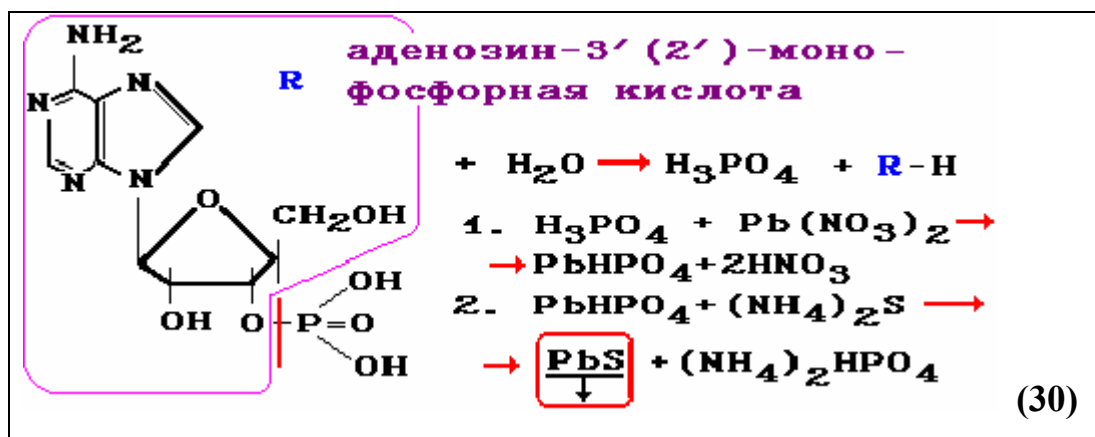 NH2
R
аденозин-3′(2′)-моно-
фосфорная кислота
N
N
N
N
+ H2O → H3PO4 + R-H
O
CH2OH
1. H3PO4 + Pb(NO3)2→
→PbHPO4+2HNO3
OH
2. PbHPO4+(NH4)2S →
OH
O-P=O
OH
→ PbS↓ + (NH4)2HPO4
(30)